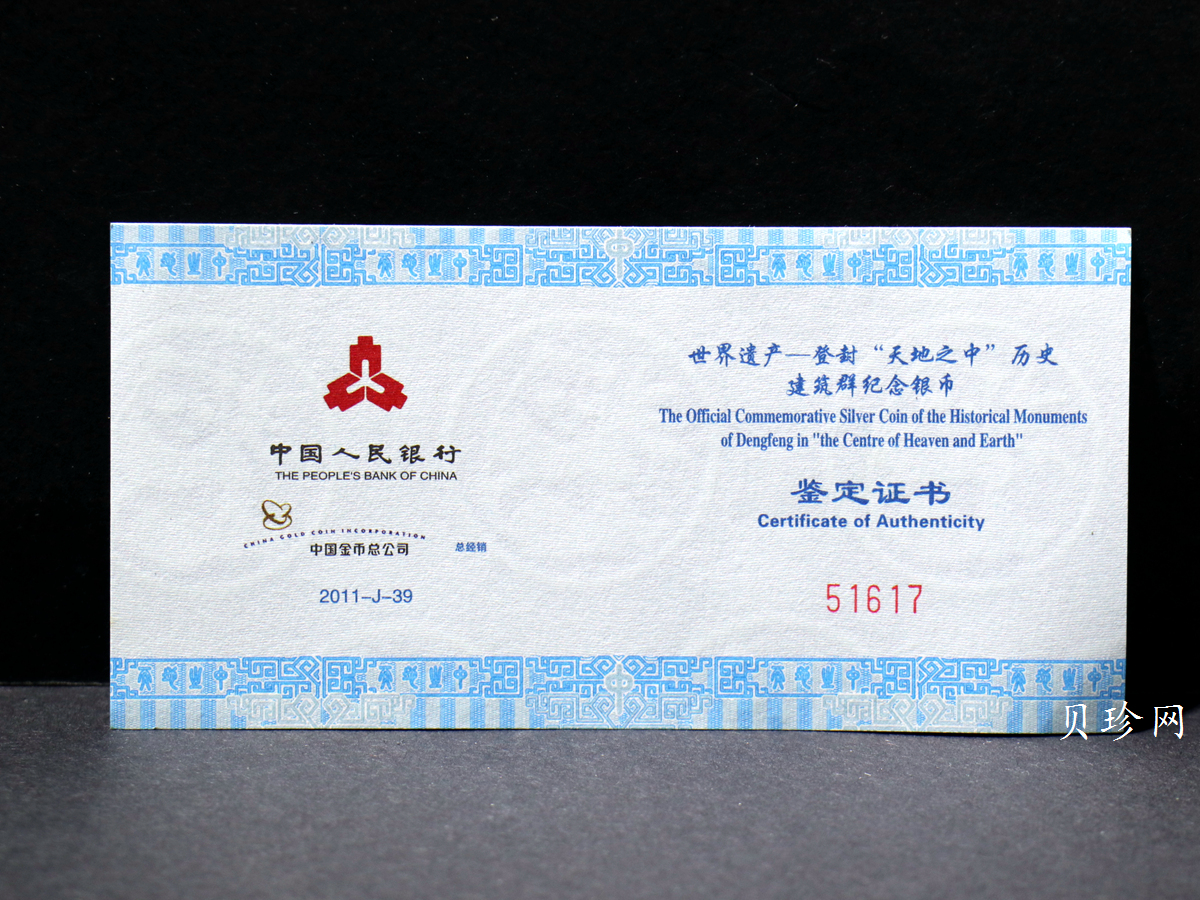 中国人民银行
THE PEOPLE'S BANK OF CHINA
CHINA GOLD COIN INCORPORATION
中国金币总公司 总经销
2011-J-39
世界遗产—登封“天地之中”历史
建筑群纪念银币
The Official Commemorative Silver Coin of the Historical Monuments
of Dengfeng in "the Centre of Heaven and Earth"
鉴定证书
Certificate of Authenticity
51617
贝珍网